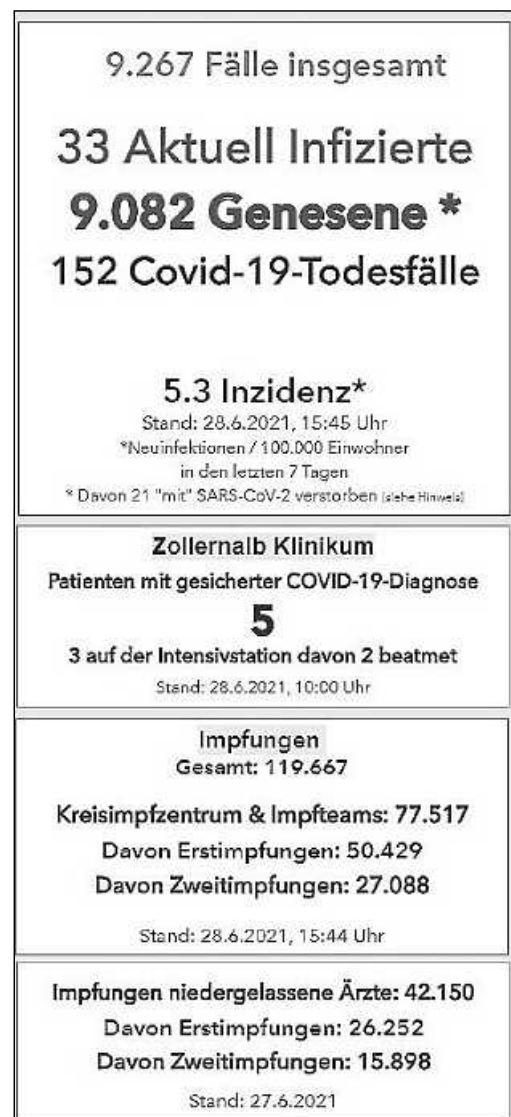 9.267 Fälle insgesamt
33 Aktuell Infizierte
9.082 Genesene *
152 Covid-19-Todesfälle
5.3 Inzidenz*
Stand: 28.6.2021, 15:45 Uhr
*Neuinfektionen / 100.000 Einwohner
in den letzten 7 Tagen
* Davon 21 "mit" SARS-CoV-2 verstorben (siehe Hinweis)
Zollernalb Klinikum
Patienten mit gesicherter COVID-19-Diagnose
5
3 auf der Intensivstation davon 2 beatmet
Stand: 28.6.2021, 10:00 Uhr
Impfungen
Gesamt: 119.667
Kreisimpfzentrum & Impfteams: 77.517
Davon Erstimpfungen: 50.429
Davon Zweitimpfungen: 27.088
Stand: 28.6.2021, 15:44 Uhr
Impfungen niedergelassene Ärzte: 42.150
Davon Erstimpfungen: 26.252
Davon Zweitimpfungen: 15.898
Stand: 27.6.2021